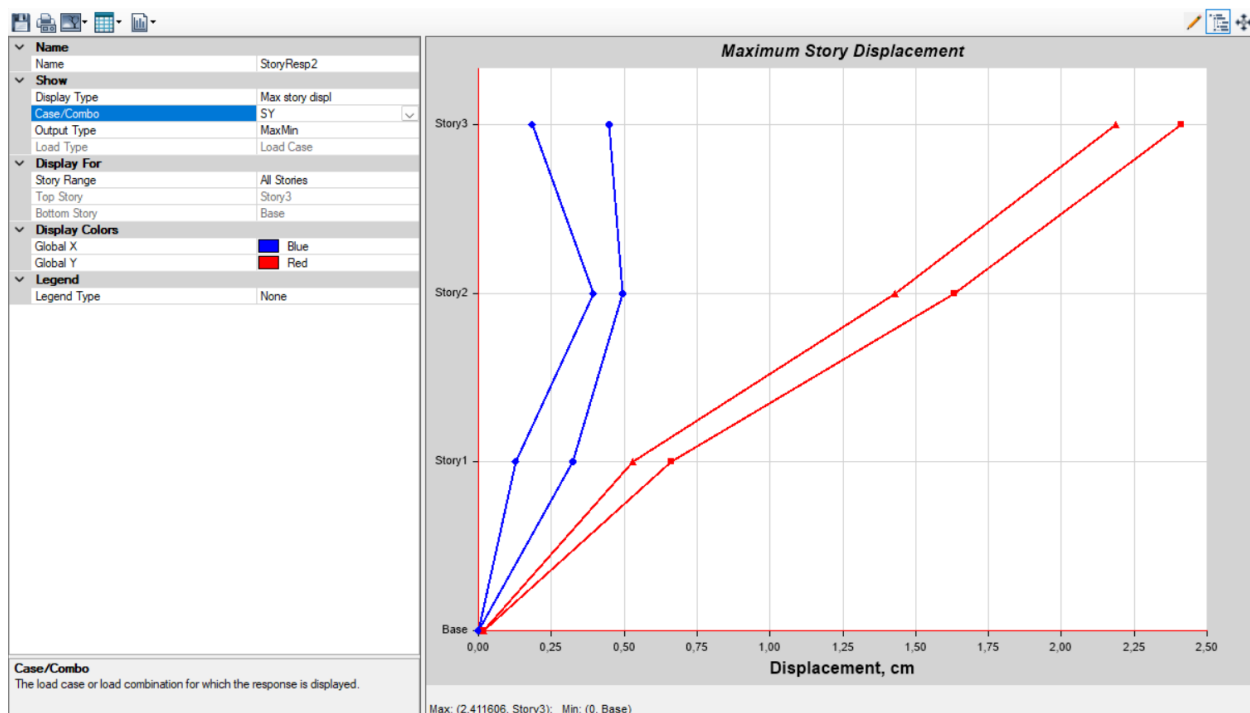 Name
Name StoryResp2
Show
Display Type Max story displ
Case/Combo SY
Output Type MaxMin
Load Type Load Case
Display For
Story Range All Stories
Top Story Story3
Bottom Story Base
Display Colors
Global X Blue
Global Y Red
Legend
Legend Type None
Case/Combo
The load case or load combination for which the response is displayed.
Maximum Story Displacement
Story3
Story2
Story1
Base
0,00 0,25 0,50 0,75 1,00 1,25 1,50 1,75 2,00 2,25 2,50
Displacement, cm
Max: (2.411606, Story3); Min: (0, Base)